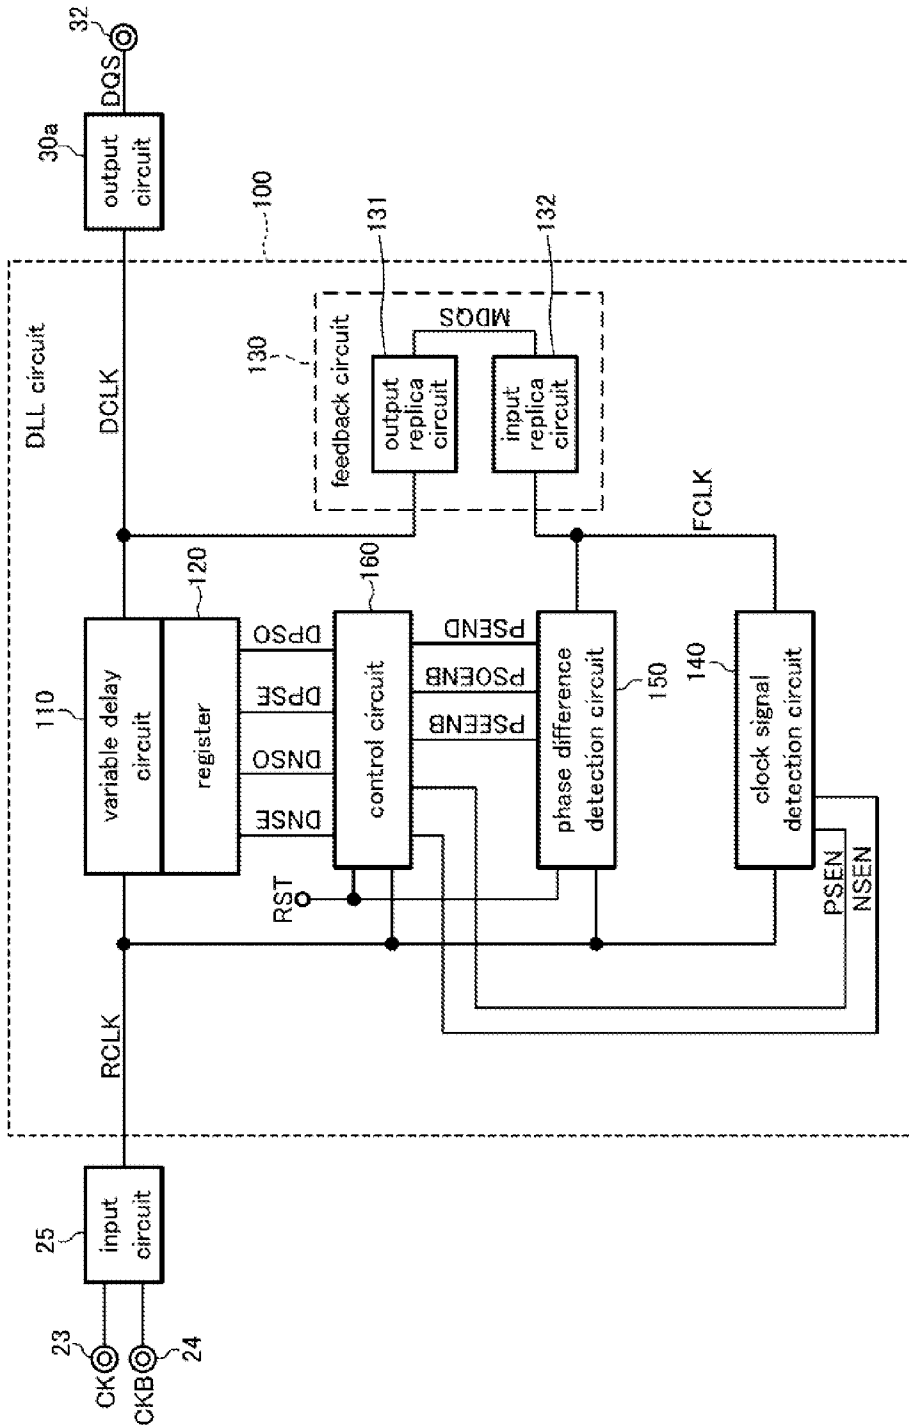 DLL circuit
100
CK
23
CKB
24
25
input
circuit
RCLK
110
variable delay
circuit
120
register
DCLK
30a
output
circuit
DQS
32
DNSE
DNSO
DPSE
DPSO
RST
160
control circuit
130
feedback circuit
131
output
replica
circuit
MDQS
132
input
replica
circuit
PSEENB
PSOENB
PSEND
150
phase difference
detection circuit
FCLK
140
clock signal
detection circuit
PSEN
NSEN